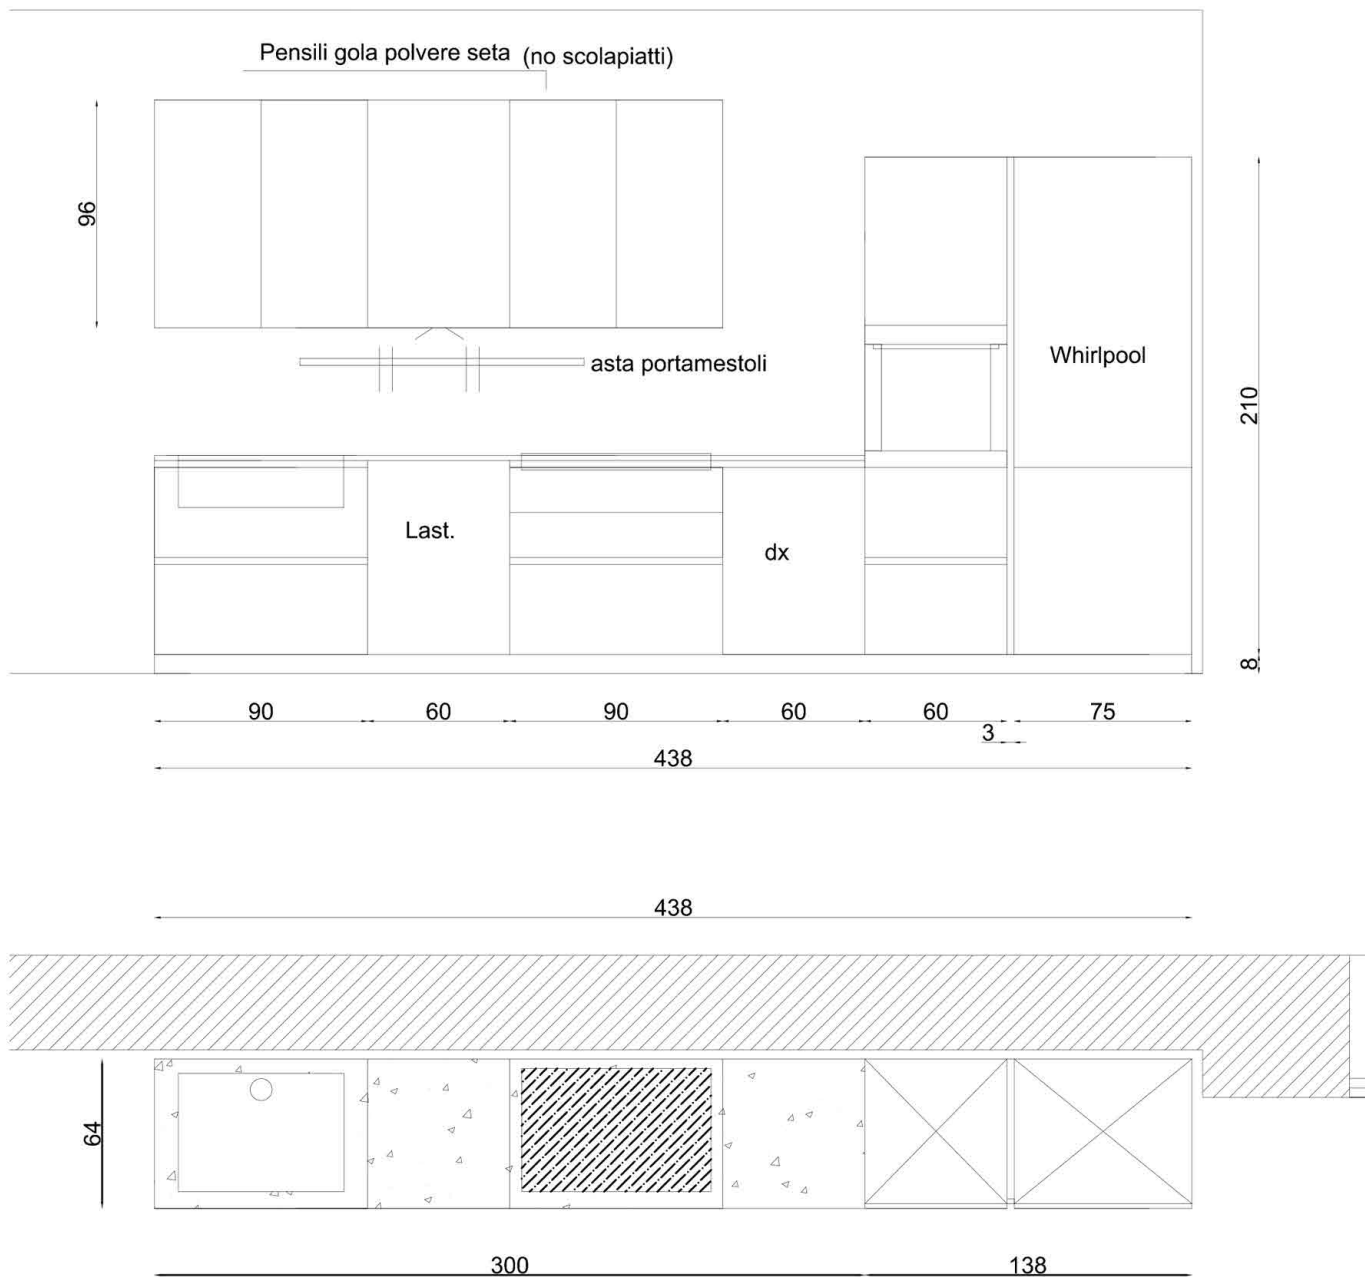 Pensili gola polvere seta (no scolapiatti)
96
asta portamestoli
Whirlpool
210
Last.
dx
8
90 60 90 60 60 75
3
438
438
64
300 138